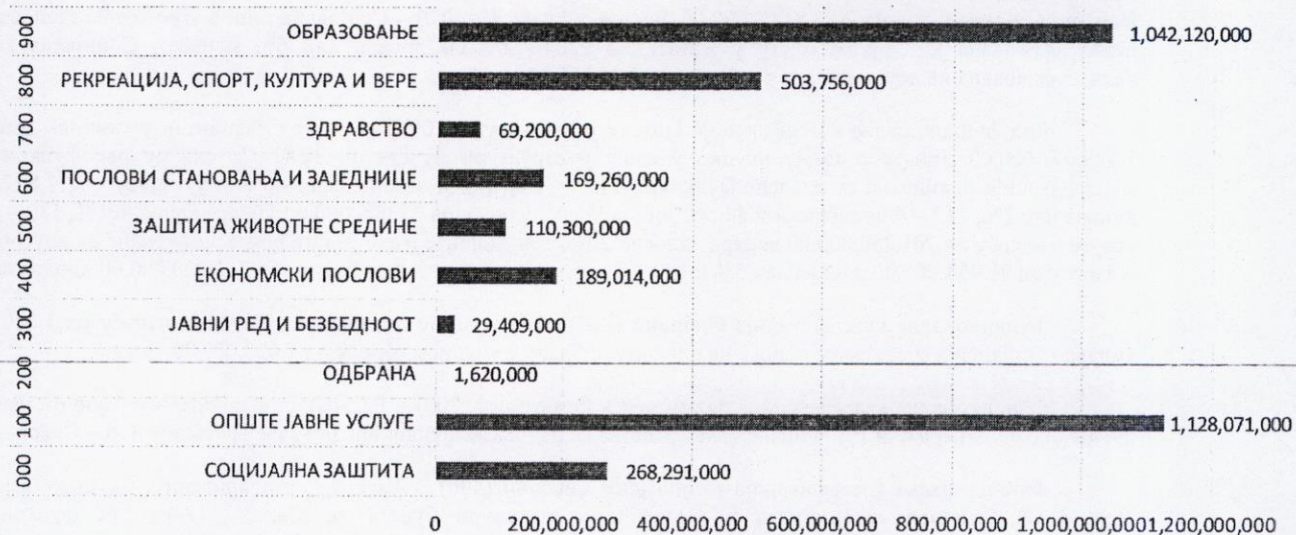 900 ОБРАЗОВАЊЕ 1,042,120,000
800 РЕКРЕАЦИЈА, СПОРТ, КУЛТУРА И ВЕРЕ 503,756,000
700 ЗДРАВСТВО 69,200,000
600 ПОСЛОВИ СТАНОВАЊА И ЗАЈЕДНИЦЕ 169,260,000
500 ЗАШТИТА ЖИВОТНЕ СРЕДИНЕ 110,300,000
400 ЕКОНОМСКИ ПОСЛОВИ 189,014,000
300 ЈАВНИ РЕД И БЕЗБЕДНОСТ 29,409,000
200 ОДБРАНА 1,620,000
100 ОПШТЕ ЈАВНЕ УСЛУГЕ 1,128,071,000
000 СОЦИЈАЛНА ЗАШТИТА 268,291,000
0 200,000,000 400,000,000 600,000,000 800,000,000 1,000,000,000 1,200,000,000